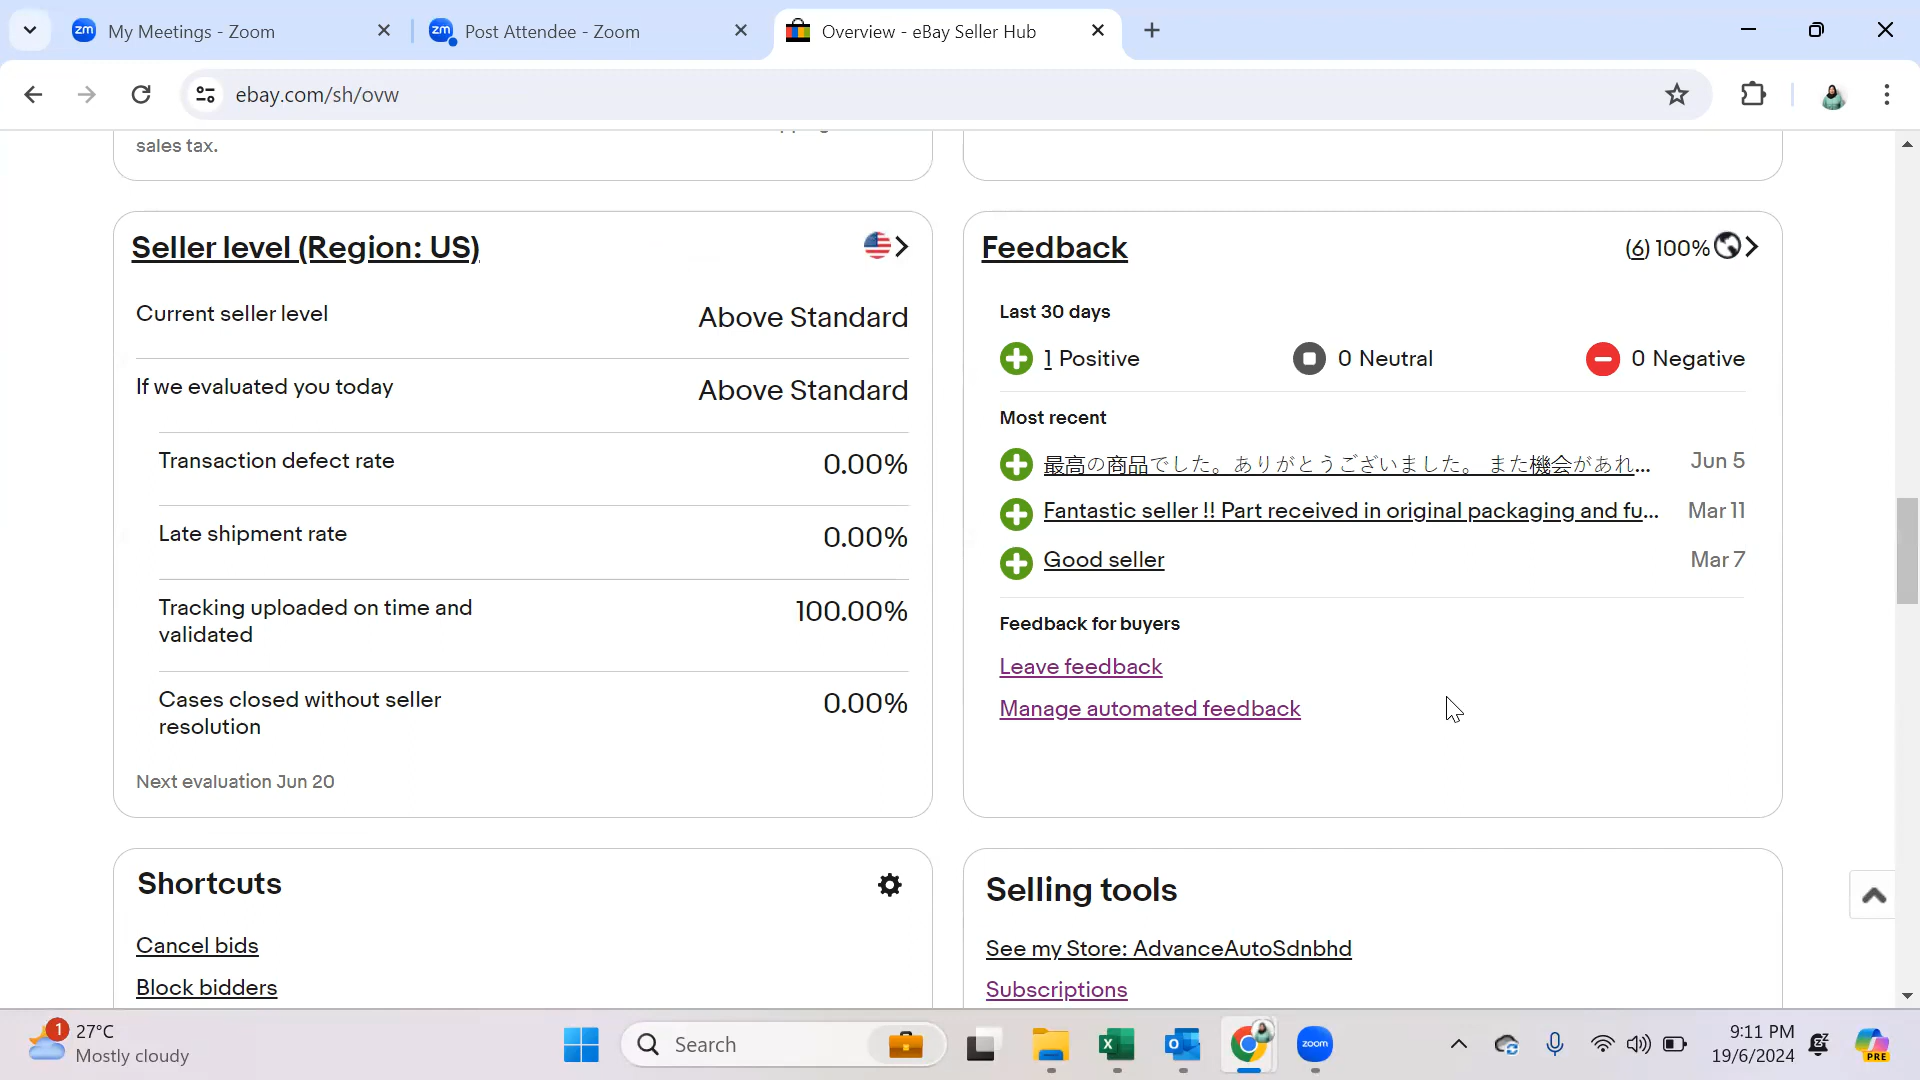 My Meetings - Zoom
Post Attendee - Zoom
Overview - eBay Seller Hub
ebay.com/sh/ovw
sales tax.
Seller level (Region: US)
Current seller level
Above Standard
If we evaluated you today
Above Standard
Transaction defect rate
0.00%
Late shipment rate
0.00%
Tracking uploaded on time and
validated
100.00%
Cases closed without seller
resolution
0.00%
Next evaluation Jun 20
Feedback
(6) 100%
Last 30 days
1 Positive
0 Neutral
0 Negative
Most recent
最高の商品でした。ありがとうございました。 また機会があれ...
Jun 5
Fantastic seller !! Part received in original packaging and fu...
Mar 11
Good seller
Mar 7
Feedback for buyers
Leave feedback
Manage automated feedback
Shortcuts
Cancel bids
Block bidders
Selling tools
See my Store: AdvanceAutoSdnbhd
Subscriptions
1
27°C
Mostly cloudy
Search
zoom
9:11 PM
19/6/2024
PRE